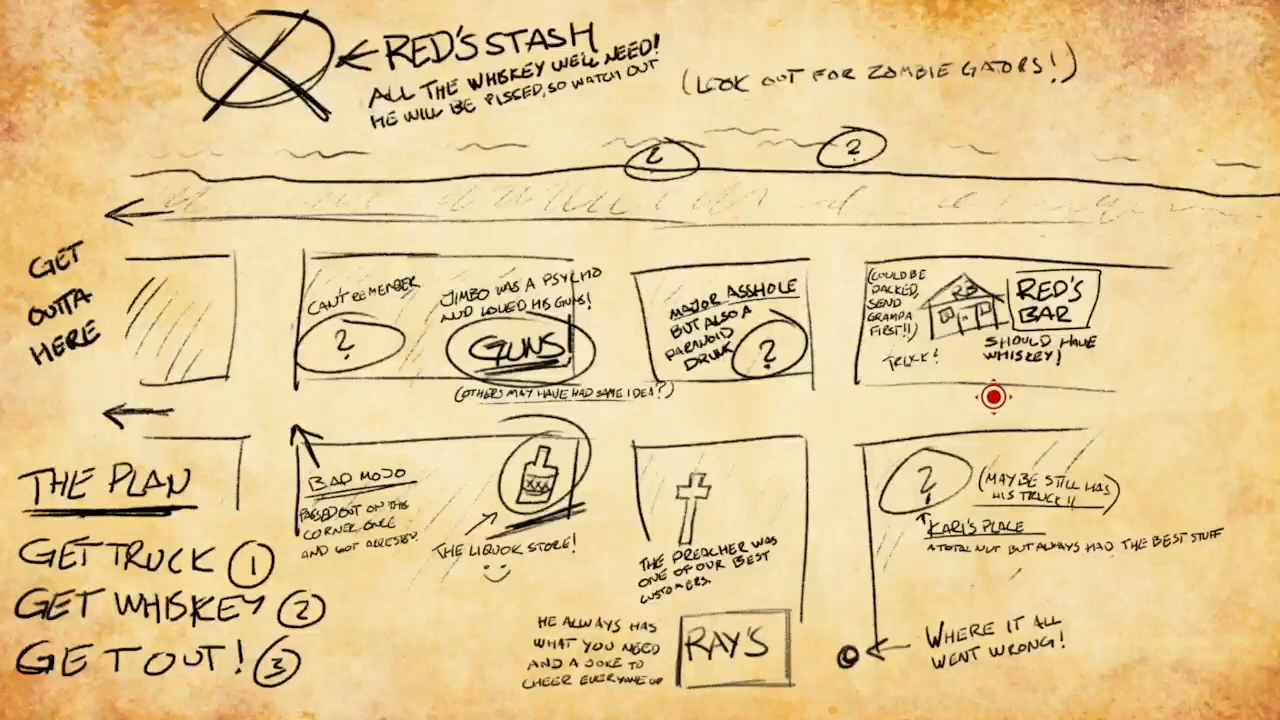 RED'S STASH
ALL THE WHISKEY WE'LL NEED!
HE WILL BE PISSED, SO WATCH OUT
(LOOK OUT FOR ZOMBIE GATORS!)
?
?
GET
OUTTA
HERE
CAN'T REMEMBER
?
JIMBO WAS A PSYCHO
AND LOVED HIS GUNS!
GUNS!
(OTHERS MAY HAVE HAD SAME IDEA?)
MAJOR ASSHOLE
BUT ALSO A
PARANOID
DRUNK
?
(COULD BE
PACKED,
SEND
GRAMPA
FIRST!!)
TRUCK?
RED'S
BAR
SHOULD HAVE
WHISKEY!
THE PLAN
GET TRUCK 1
GET WHISKEY 2
GET OUT! 3
BAD MOJO
PASSED OUT ON THIS
CORNER ONCE
AND GOT ARRESTED.
XXX
THE LIQUOR STORE!
THE PREACHER WAS
ONE OF OUR BEST
CUSTOMERS.
?
(MAYBE STILL HAS
HIS TRUCK!!)
KARL'S PLACE
A TOTAL NUT BUT ALWAYS HAD THE BEST STUFF
HE ALWAYS HAS
WHAT YOU NEED
AND A JOKE TO
CHEER EVERYONE UP
RAY'S
WHERE IT ALL
WENT WRONG!